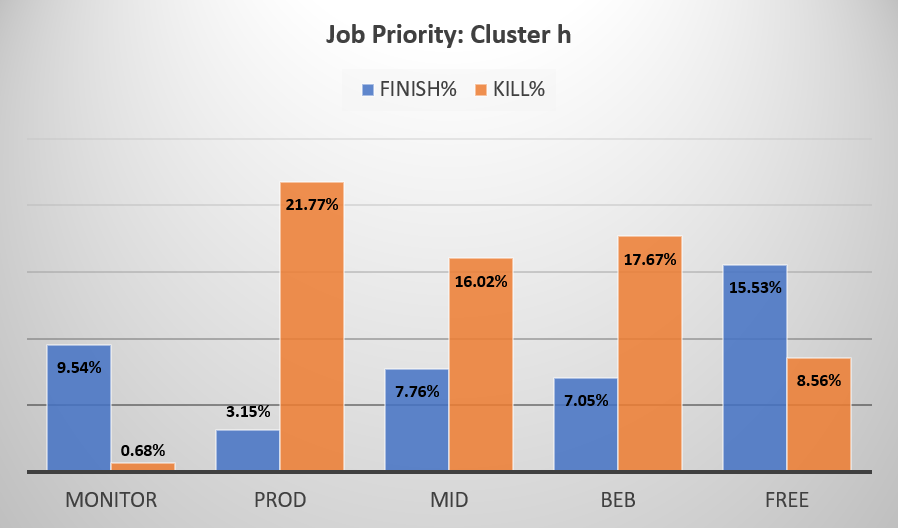 Job Priority: Cluster h
FINISH% KILL%
9.54% 0.68% 3.15% 21.77% 7.76% 16.02% 7.05% 17.67% 15.53% 8.56%
MONITOR PROD MID BEB FREE